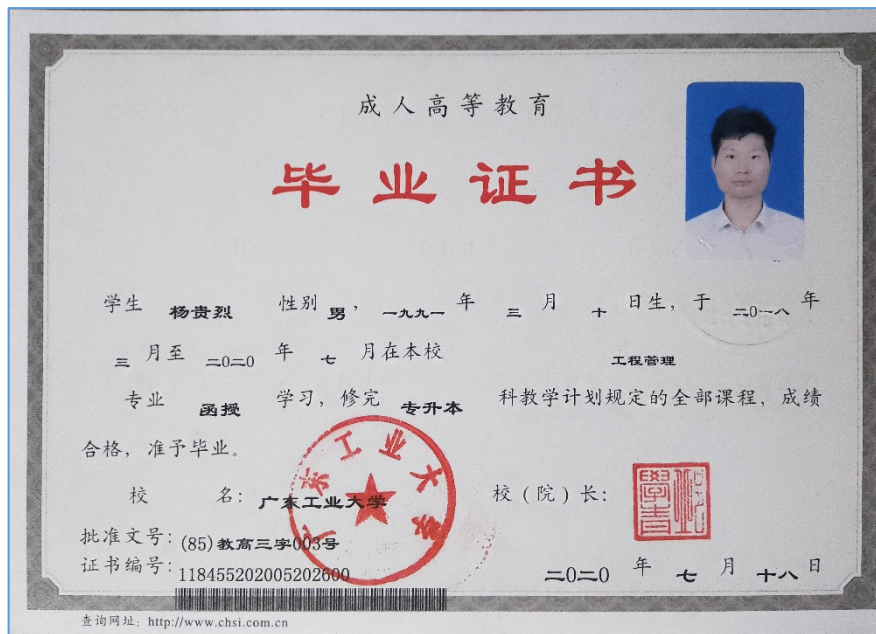 成人高等教育
毕业证书
学生 杨贵烈 性别 男，一九九一 年 三 月 十 日生，于 二0一八 年
三 月至 二0二0 年 七 月在本校 工程管理
专业 函授 学习，修完 专升本 科教学计划规定的全部课程，成绩
合格，准予毕业。
校 名：广东工业大学 校（院）长：
批准文号：(85)教高三字003号
证书编号：118455202005202600
二0二0 年 七 月 十八 日
广东工业大学
查询网址：http://www.chsi.com.cn